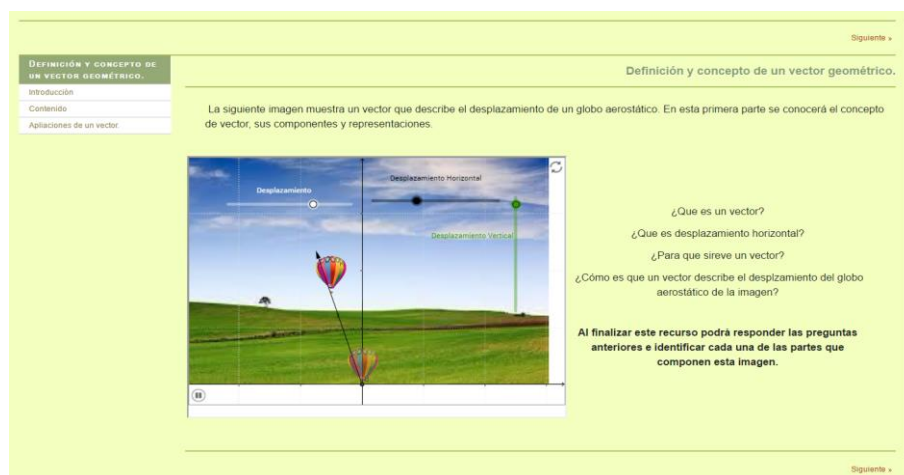 Siguiente »
DEFINICIÓN Y CONCEPTO DE
UN VECTOR GEOMÉTRICO.
Introducción
Contenido
Apliaciones de un vector.
Definición y concepto de un vector geométrico.
La siguiente imagen muestra un vector que describe el desplazamiento de un globo aerostático. En esta primera parte se conocerá el concepto
de vector, sus componentes y representaciones.
Desplazamiento
Desplazamiento Horizontal
Desplazamiento Vertical
¿Que es un vector?
¿Que es desplazamiento horizontal?
¿Para que sireve un vector?
¿Cómo es que un vector describe el desplzamiento del globo
aerostático de la imagen?
Al finalizar este recurso podrá responder las preguntas
anteriores e identificar cada una de las partes que
componen esta imagen.
Siguiente »